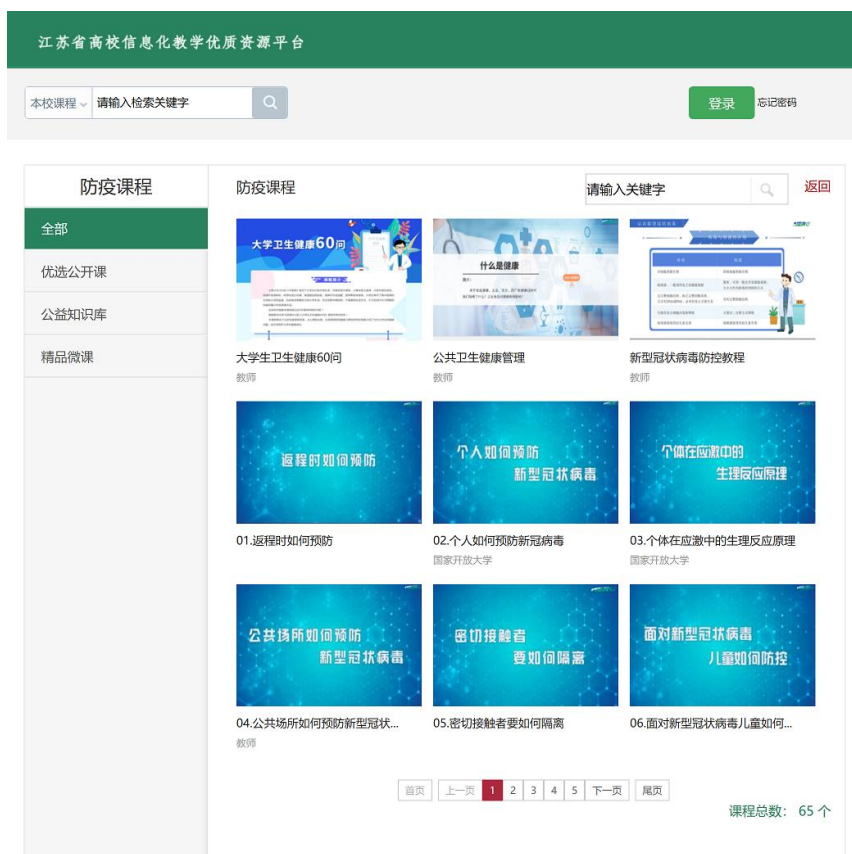 江苏省高校信息化教学优质资源平台
本校课程
请输入检索关键字
登录
忘记密码
防疫课程
全部
优选公开课
公益知识库
精品微课
防疫课程
请输入关键字
返回
大学卫生健康60问
什么是健康
大学生卫生健康60问
教师
公共卫生健康管理
教师
新型冠状病毒防控教程
教师
返程时如何预防
个人如何预防
新型冠状病毒
个体在应激中的
生理反应原理
01.返程时如何预防
02.个人如何预防新冠病毒
国家开放大学
03.个体在应激中的生理反应原理
国家开放大学
公共场所如何预防
新型冠状病毒
密切接触者
要如何隔离
面对新型冠状病毒
儿童如何防控
04.公共场所如何预防新型冠状...
教师
05.密切接触者要如何隔离
06.面对新型冠状病毒儿童如何...
首页 上一页 1 2 3 4 5 下一页 尾页
课程总数: 65 个